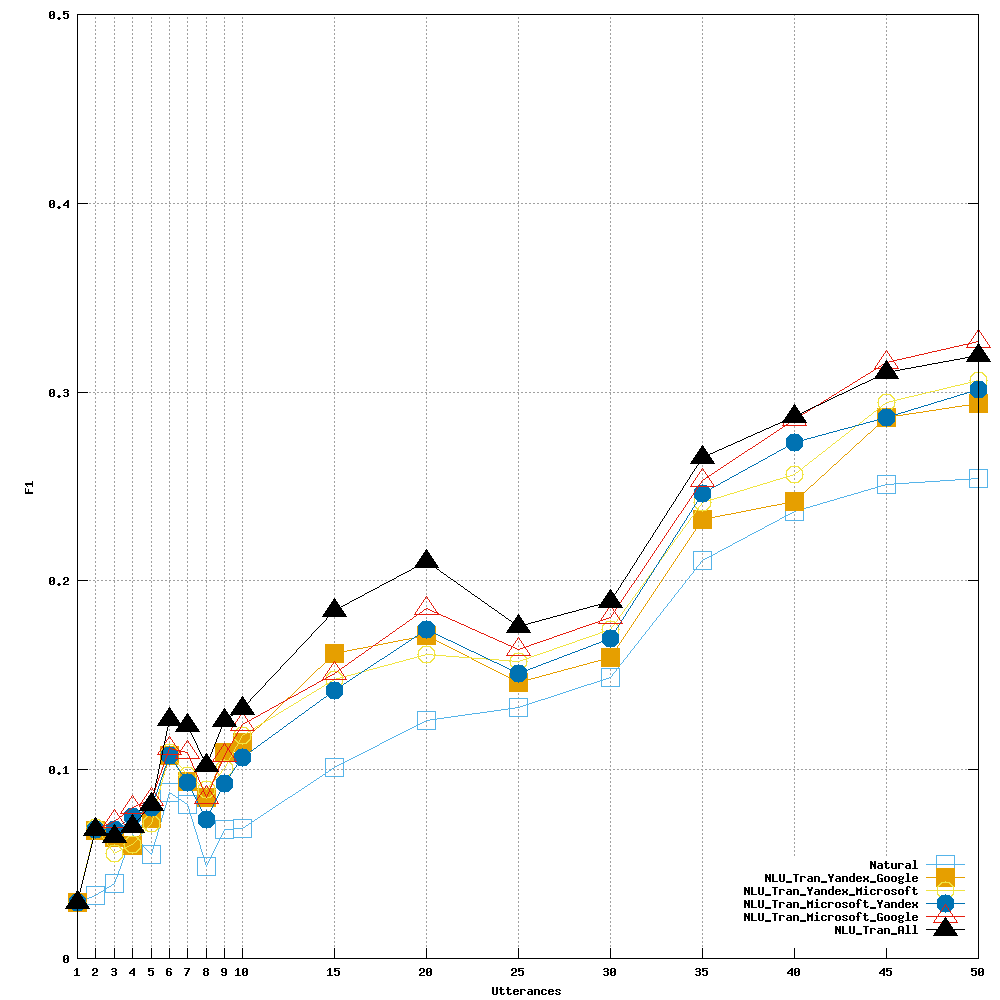 0.5
0.4
0.3
0.2
0.1
0
F1
1 2 3 4 5 6 7 8 9 10 15 20 25 30 35 40 45 50
Utterances
Natural
NLU_Tran_Yandex_Google
NLU_Tran_Yandex_Microsoft
NLU_Tran_Microsoft_Yandex
NLU_Tran_Microsoft_Google
NLU_Tran_All